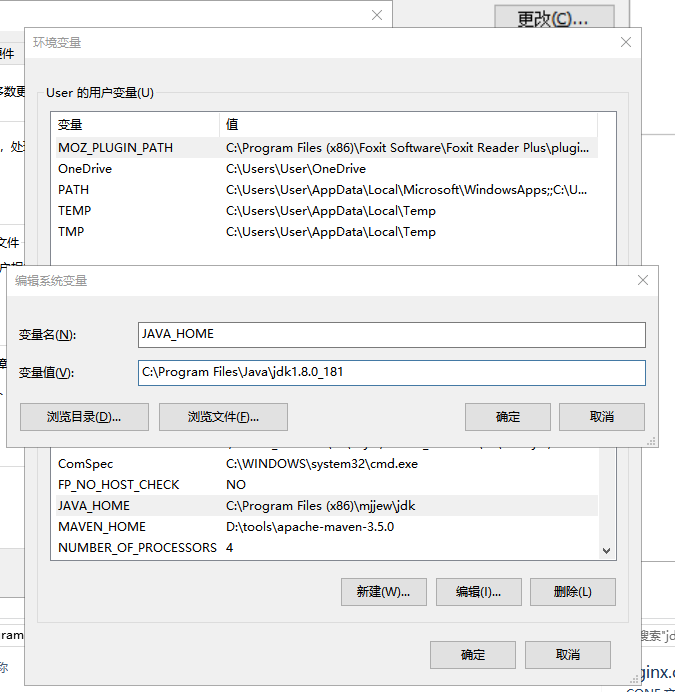 更改(C)...
环境变量
User 的用户变量(U)
变量 值
MOZ_PLUGIN_PATH C:\Program Files (x86)\Foxit Software\Foxit Reader Plus\plugi...
OneDrive C:\Users\User\OneDrive
PATH C:\Users\User\AppData\Local\Microsoft\WindowsApps;;C:\U...
TEMP C:\Users\User\AppData\Local\Temp
TMP C:\Users\User\AppData\Local\Temp
文件
编辑系统变量
变量名(N): JAVA_HOME
变量值(V): C:\Program Files\Java\jdk1.8.0_181
浏览目录(D)... 浏览文件(F)... 确定 取消
ComSpec C:\WINDOWS\system32\cmd.exe
FP_NO_HOST_CHECK NO
JAVA_HOME C:\Program Files (x86)\mjjew\jdk
MAVEN_HOME D:\tools\apache-maven-3.5.0
NUMBER_OF_PROCESSORS 4
新建(W)... 编辑(I)... 删除(L)
确定 取消